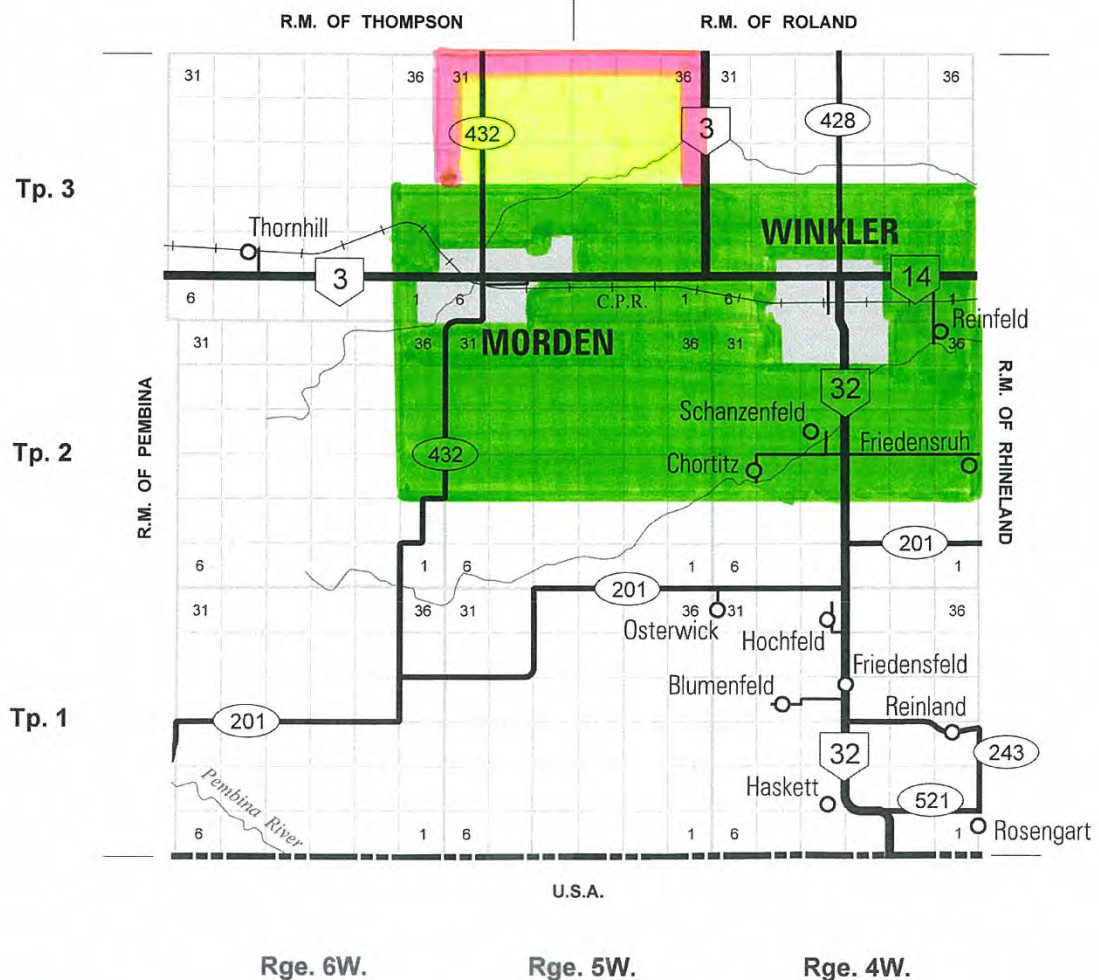 R.M. OF THOMPSON
R.M. OF ROLAND
31
36
31
36
31
36
432
3
428
Tp. 3
Thornhill
WINKLER
3
14
6
1
6
C.P.R.
1
6
1
Reinfeld
31
36
31
MORDEN
36
31
36
R.M. OF PEMBINA
R.M. OF RHINELAND
32
Schanzenfeld
Tp. 2
432
Chortitz
Friedensruh
201
6
1
6
1
6
1
201
31
36
31
36
31
36
Osterwick
Hochfeld
Friedensfeld
Blumenfeld
Reinland
Tp. 1
201
32
243
Pembina River
Haskett
521
6
1
6
1
6
1
Rosengart
U.S.A.
Rge. 6W.
Rge. 5W.
Rge. 4W.